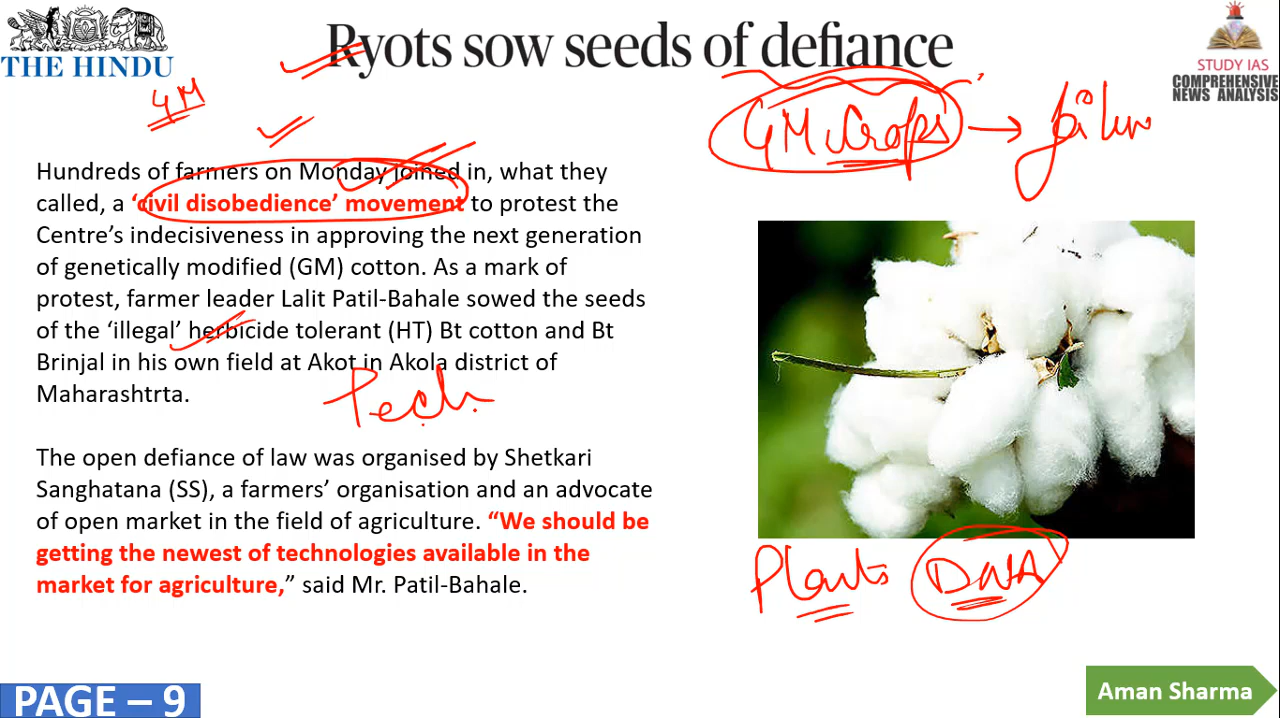 THE HINDU
Ryots sow seeds of defiance
STUDY IAS
COMPREHENSIVE
NEWS ANALYSIS
GM
GM Crops →
Hundreds of farmers on Monday joined in, what they
called, a ‘civil disobedience’ movement to protest the
Centre’s indecisiveness in approving the next generation
of genetically modified (GM) cotton. As a mark of
protest, farmer leader Lalit Patil-Bahale sowed the seeds
of the ‘illegal’ herbicide tolerant (HT) Bt cotton and Bt
Brinjal in his own field at Akot in Akola district of
Maharashtrta.
Tech
The open defiance of law was organised by Shetkari
Sanghatana (SS), a farmers’ organisation and an advocate
of open market in the field of agriculture. “We should be
getting the newest of technologies available in the
market for agriculture,” said Mr. Patil-Bahale.
Plants DNA
PAGE – 9
Aman Sharma